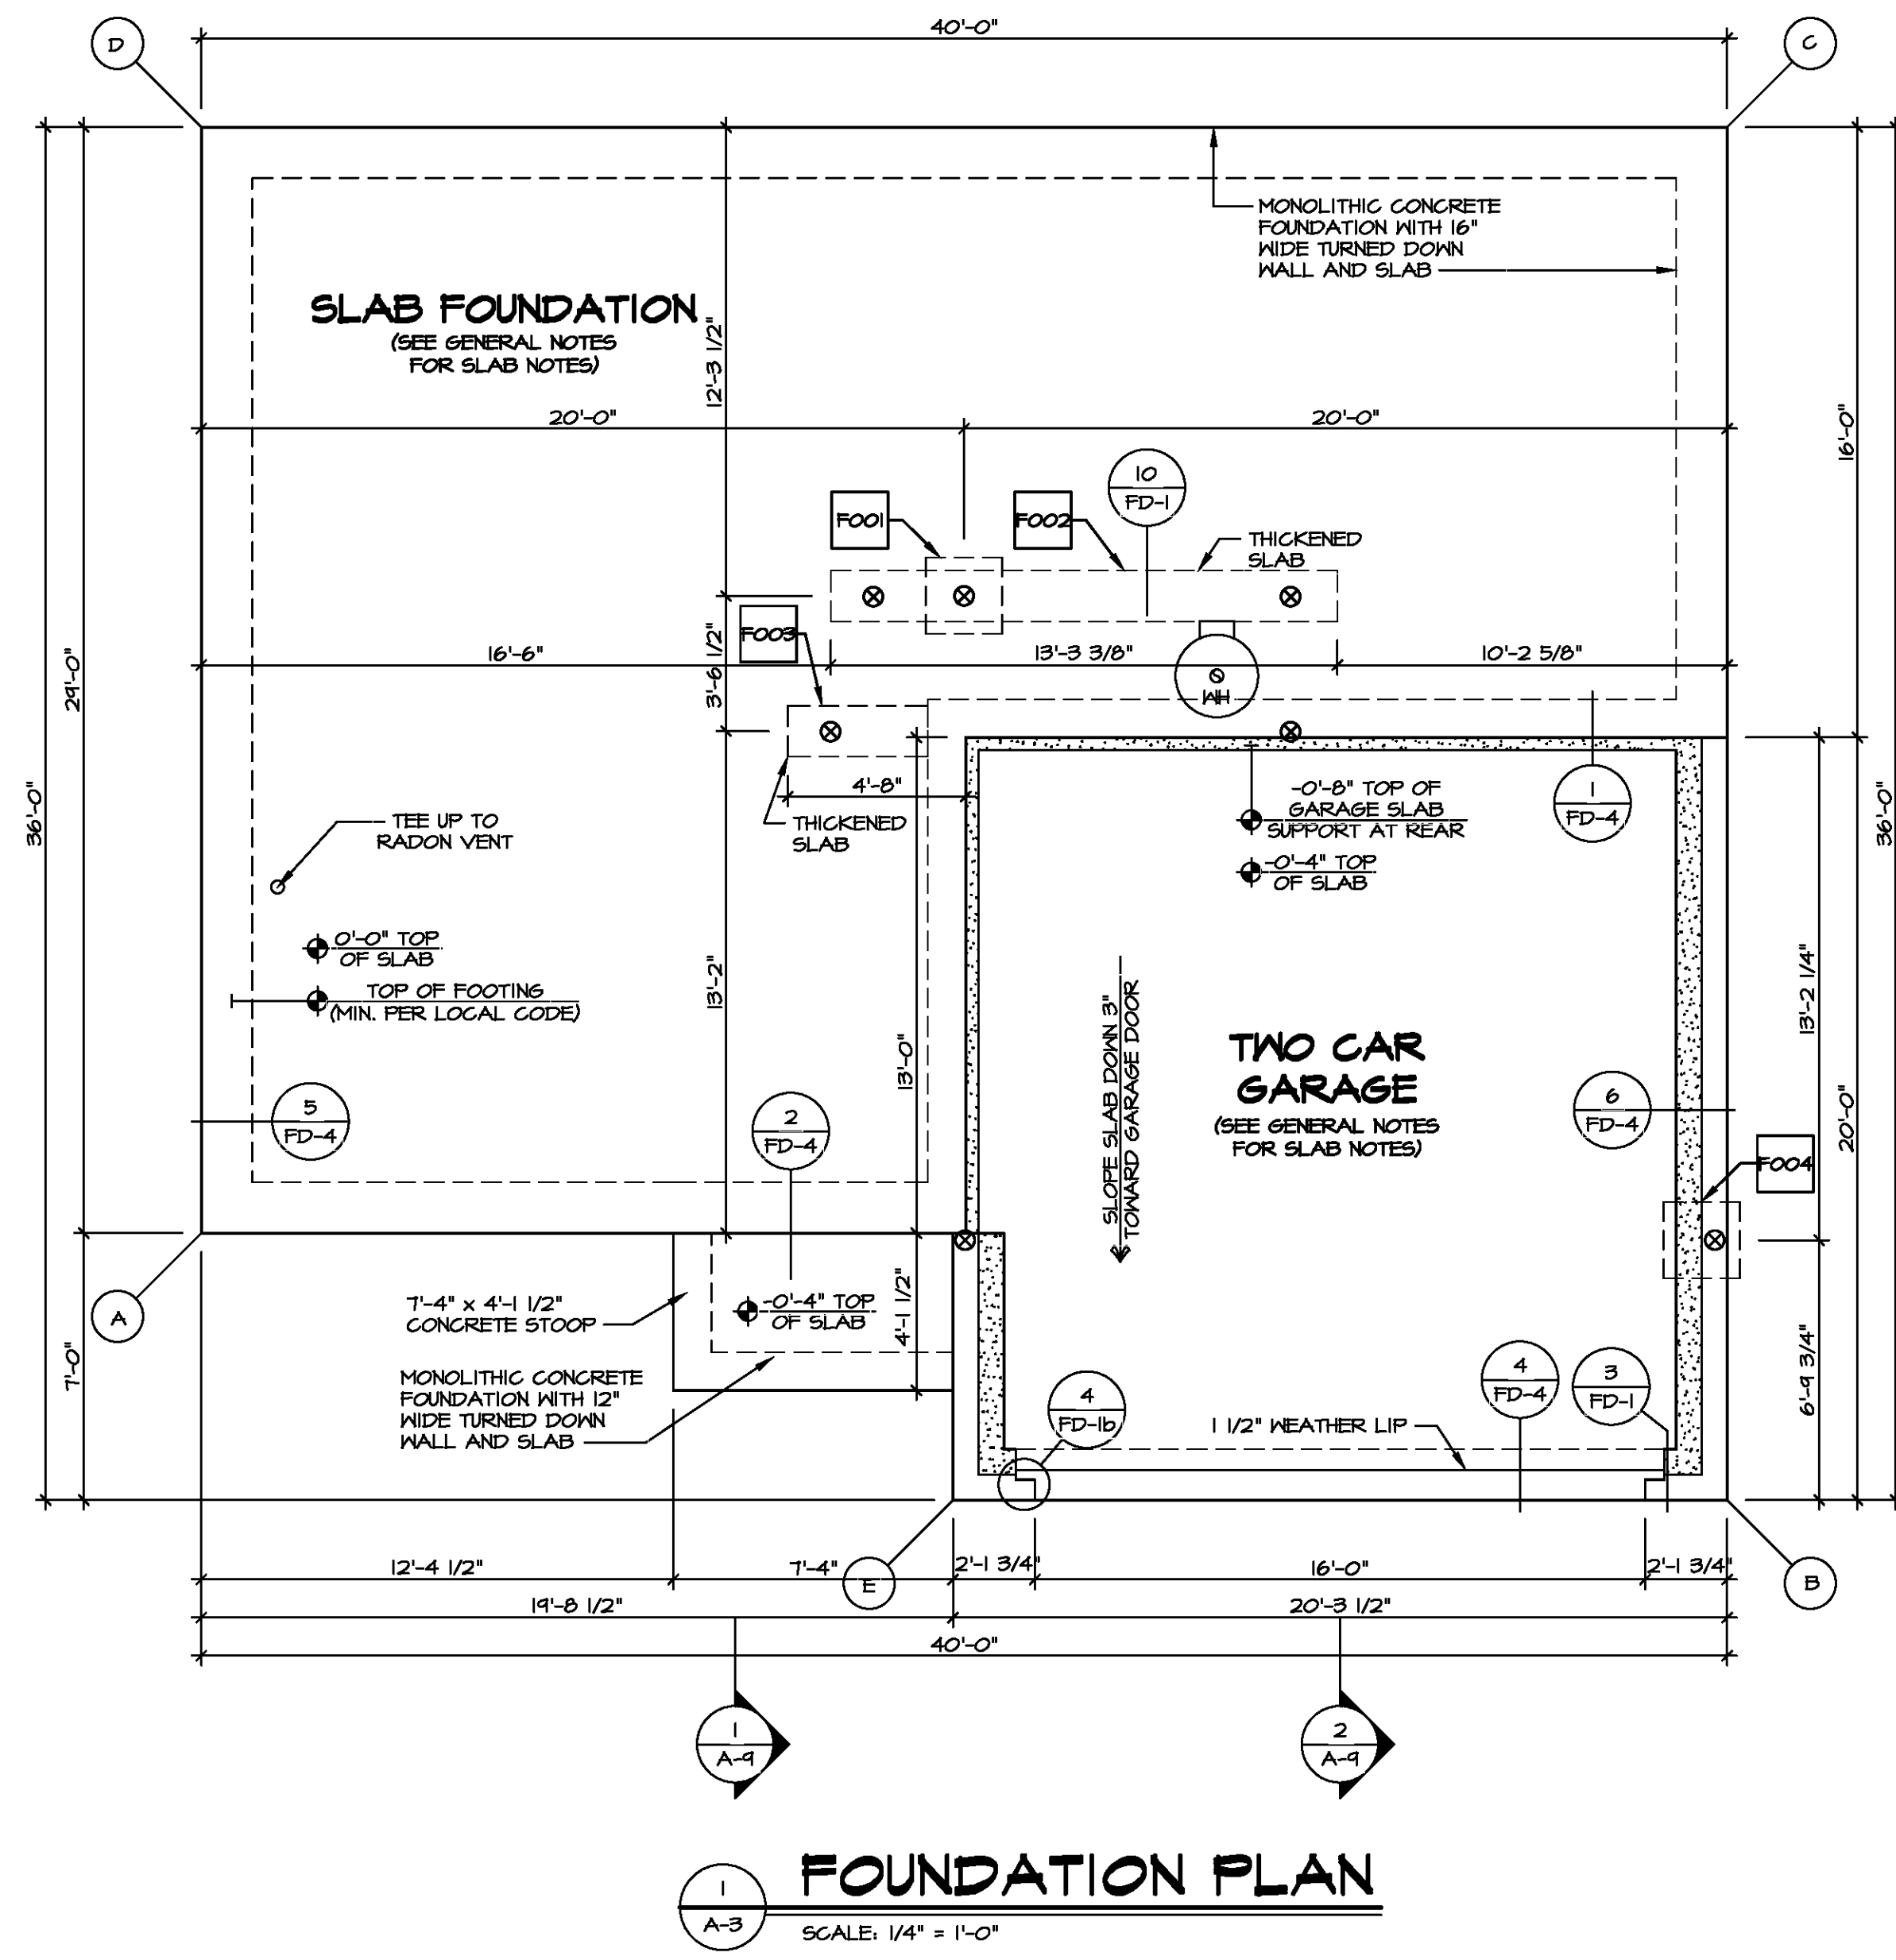 40'-0"
D
C
MONOLITHIC CONCRETE
FOUNDATION WITH 16"
WIDE TURNED DOWN
WALL AND SLAB
SLAB FOUNDATION
(SEE GENERAL NOTES
FOR SLAB NOTES)
12'-3 1/2"
20'-0"
20'-0"
16'-0"
10
FD-1
F001
F002
THICKENED
SLAB
F003
29'-0"
16'-6"
3'-6 1/2"
13'-3 3/8"
10'-2 5/8"
WH
36'-0"
36'-0"
4'-8"
THICKENED
SLAB
-0'-8" TOP OF
GARAGE SLAB
SUPPORT AT REAR
-0'-4" TOP
OF SLAB
1
FD-4
TEE UP TO
RADON VENT
0'-0" TOP
OF SLAB
TOP OF FOOTING
(MIN. PER LOCAL CODE)
13'-2"
13'-0"
SLOPE SLAB DOWN 3"
TOWARD GARAGE DOOR
TWO CAR
GARAGE
(SEE GENERAL NOTES
FOR SLAB NOTES)
13'-2 1/4"
20'-0"
5
FD-4
2
FD-4
6
FD-4
F004
A
7'-4" x 4'-1 1/2"
CONCRETE STOOP
-0'-4" TOP
OF SLAB
4'-1 1/2"
7'-0"
MONOLITHIC CONCRETE
FOUNDATION WITH 12"
WIDE TURNED DOWN
WALL AND SLAB
4
FD-1b
1 1/2" WEATHER LIP
4
FD-4
3
FD-1
6'-9 3/4"
12'-4 1/2"
7'-4"
E
2'-1 3/4"
16'-0"
2'-1 3/4"
B
19'-8 1/2"
20'-3 1/2"
40'-0"
1
A-9
2
A-9
1
A-3
FOUNDATION PLAN
SCALE: 1/4" = 1'-0"